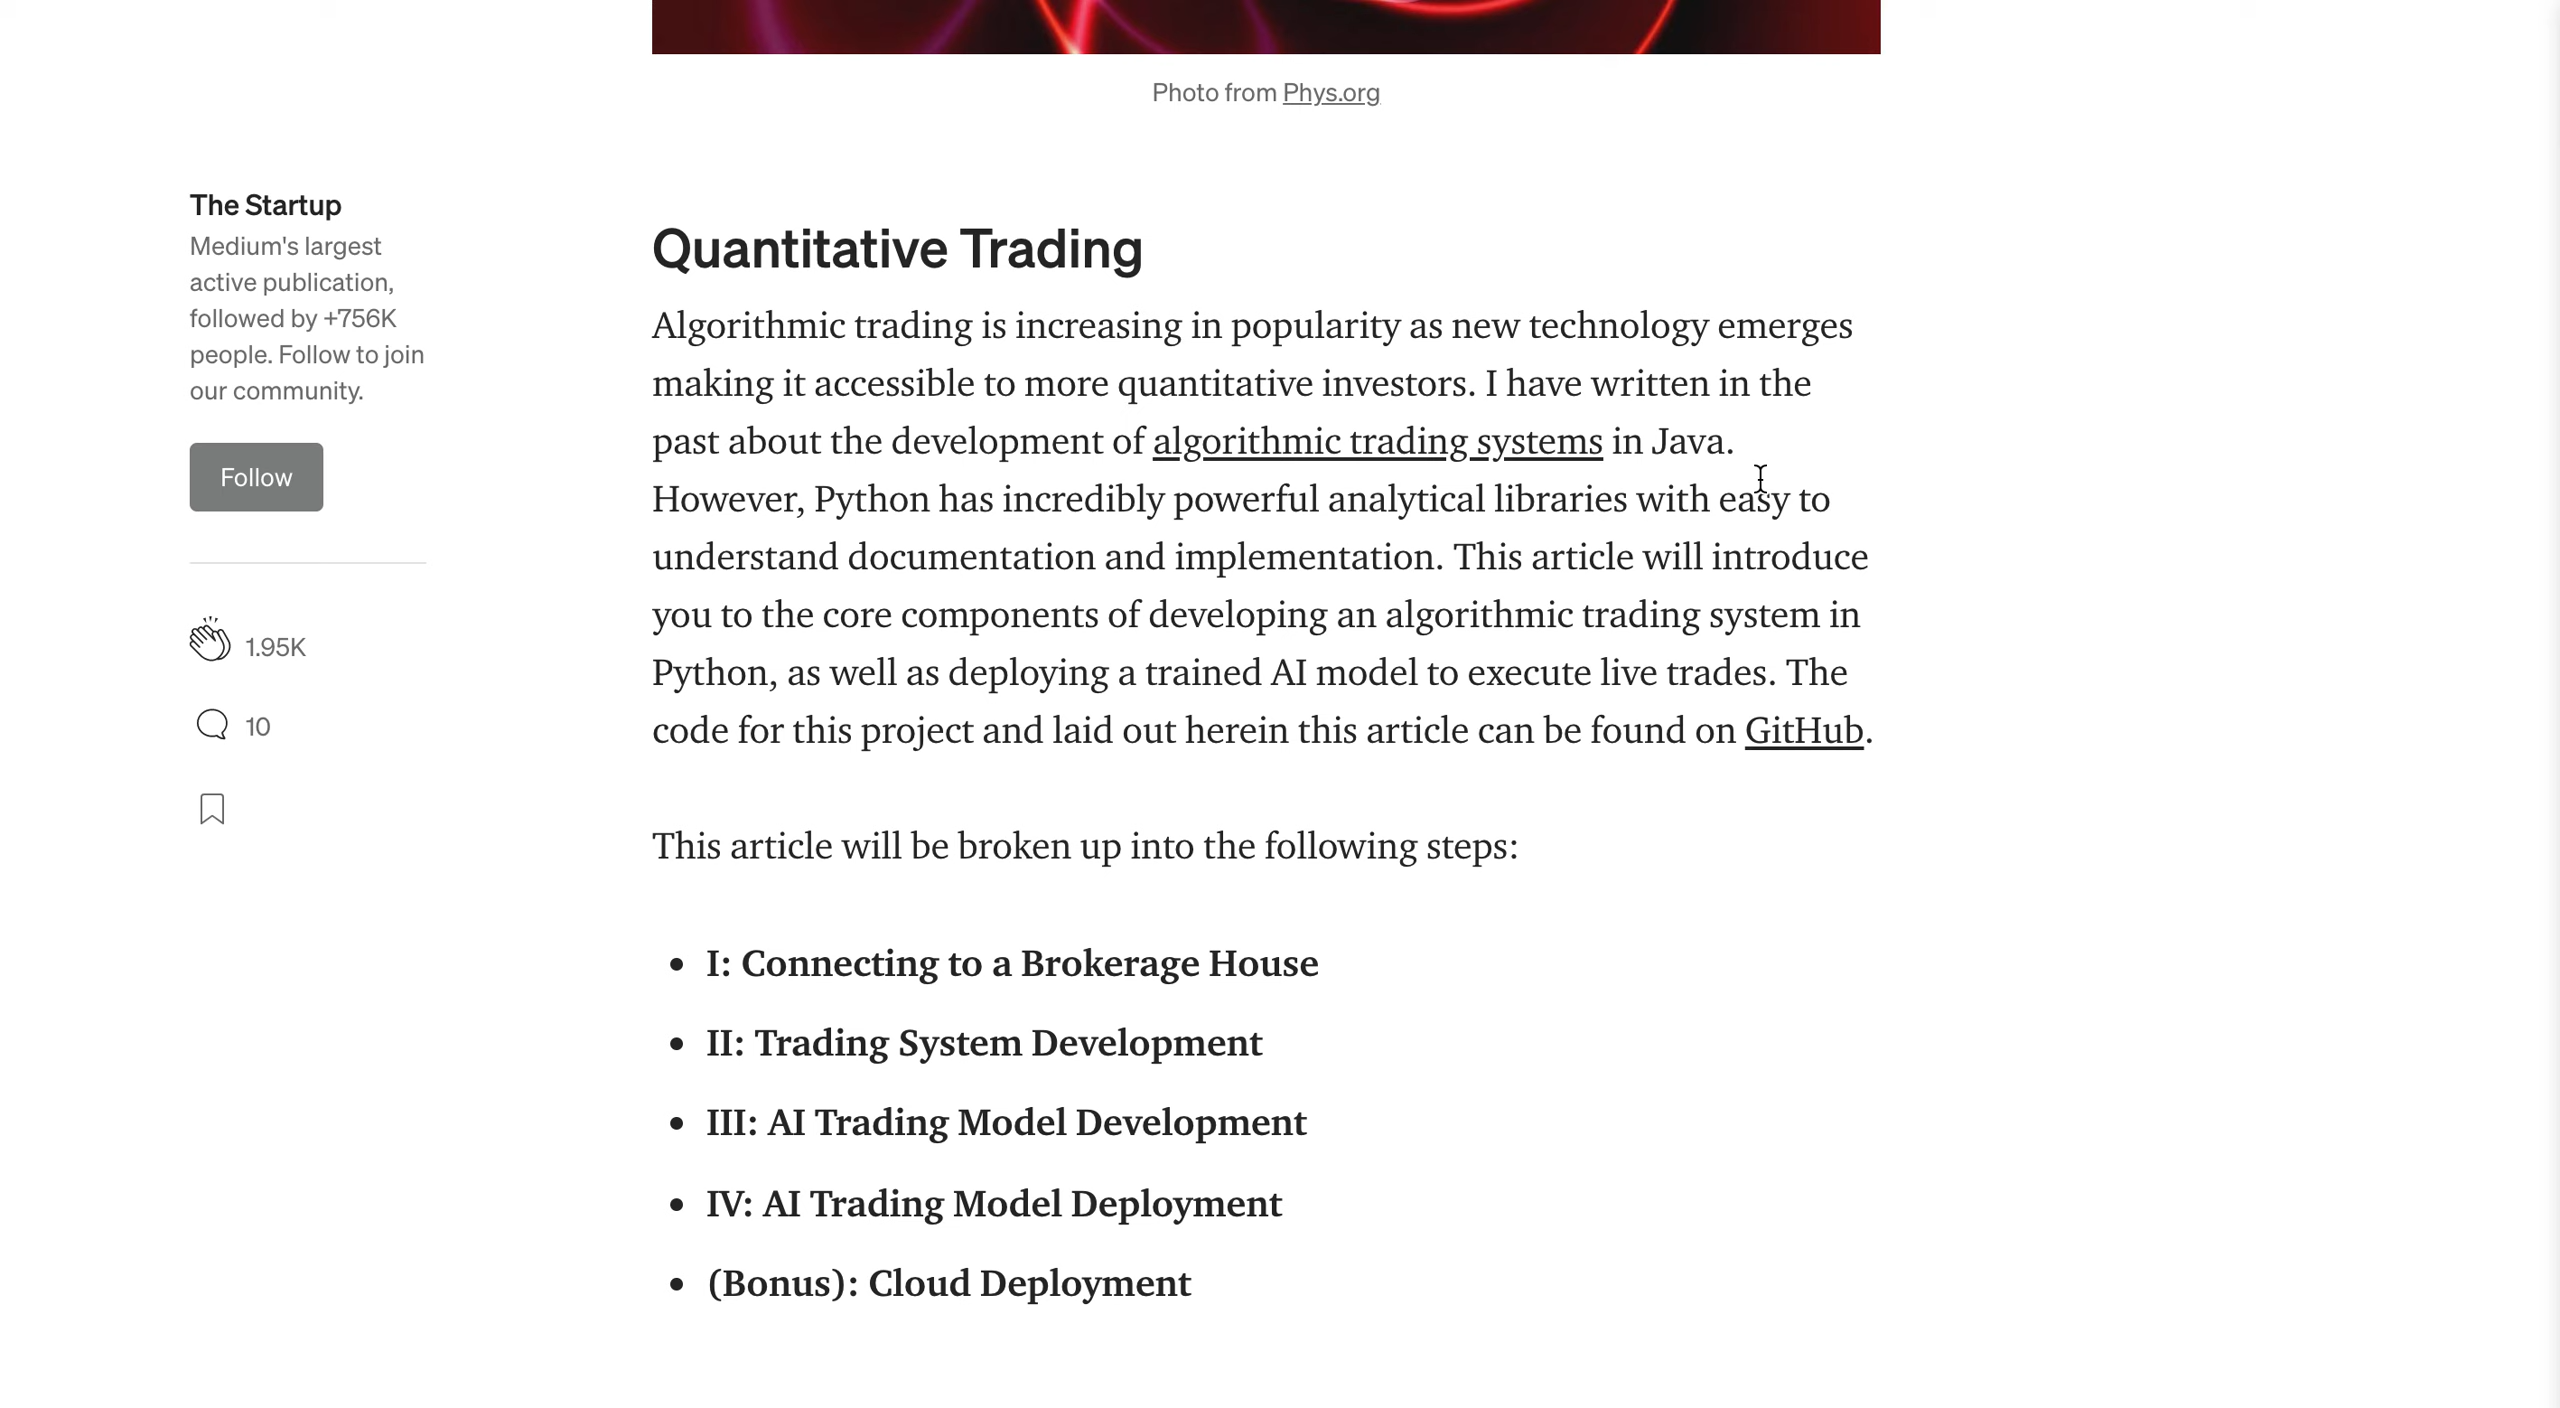 Photo from Phys.org
The Startup
Medium's largest
active publication,
followed by +756K
people. Follow to join
our community.
Follow
1.95K
10
Quantitative Trading
Algorithmic trading is increasing in popularity as new technology emerges
making it accessible to more quantitative investors. I have written in the
past about the development of algorithmic trading systems in Java.
However, Python has incredibly powerful analytical libraries with easy to
understand documentation and implementation. This article will introduce
you to the core components of developing an algorithmic trading system in
Python, as well as deploying a trained AI model to execute live trades. The
code for this project and laid out herein this article can be found on GitHub.
This article will be broken up into the following steps:
• I: Connecting to a Brokerage House
• II: Trading System Development
• III: AI Trading Model Development
• IV: AI Trading Model Deployment
• (Bonus): Cloud Deployment